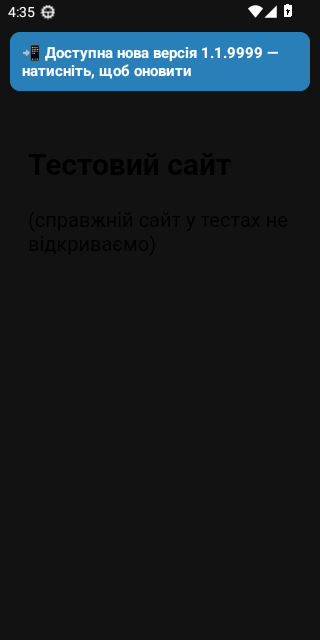 4:35
📲 Доступна нова версія 1.1.9999 —
натисніть, щоб оновити
Тестовий сайт
(справжній сайт у тестах не
відкриваємо)